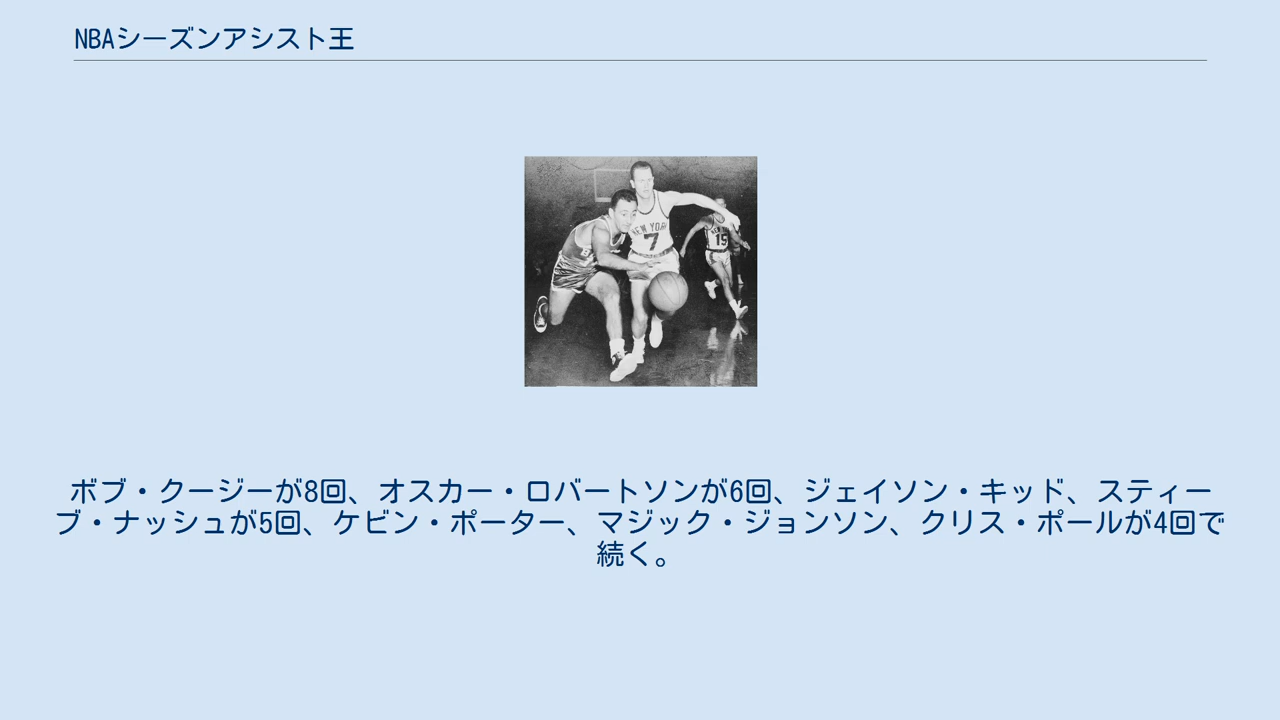 NBAシーズンアシスト王
NEW YORK
7
15
ボブ・クージーが8回、オスカー・ロバートソンが6回、ジェイソン・キッド、スティー
ブ・ナッシュが5回、ケビン・ポーター、マジック・ジョンソン、クリス・ポールが4回で
続く。